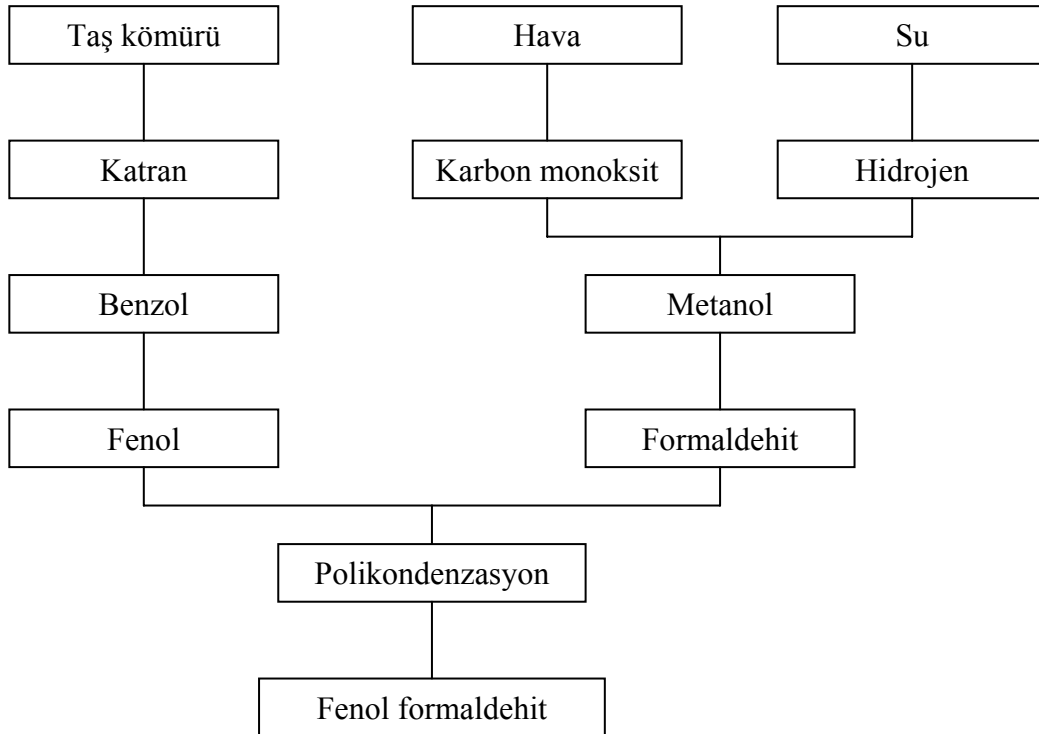 Taş kömürü
Hava
Su
Katran
Karbon monoksit
Hidrojen
Benzol
Metanol
Fenol
Formaldehit
Polikondenzasyon
Fenol formaldehit